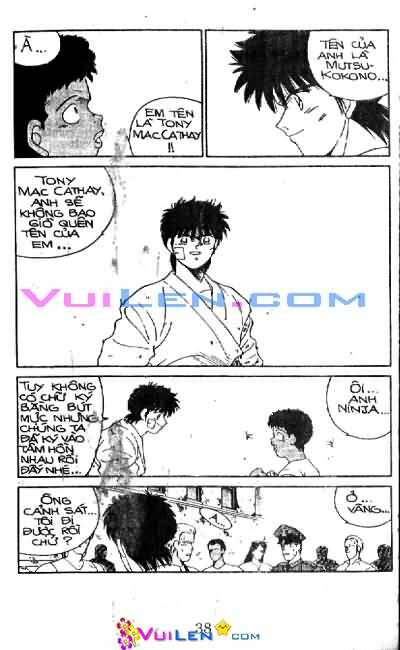 À...
TÊN CỦA
ANH LÀ
MUTSU-
KOKONO...
EM TÊN
LÀ TONY
MAC CATHAY
!!
TONY
MAC CATHAY,
ANH SẼ
KHÔNG BAO
GIỜ QUÊN
TÊN CỦA
EM...
VUILEN.COM
TUY KHÔNG
CÓ CHỮ KÝ
BẰNG BÚT
MỰC NHƯNG
CHÚNG TA
ĐÃ KÝ VÀO
TÂM HỒN
NHAU RỒI
ĐẤY NHÉ...
ÔI...
ANH
NINJA...
ÔNG
CẢNH SÁT...
TÔI ĐI
ĐƯỢC RỒI
CHỨ ?
Ơ...
VÂNG...
38
VUILEN.COM